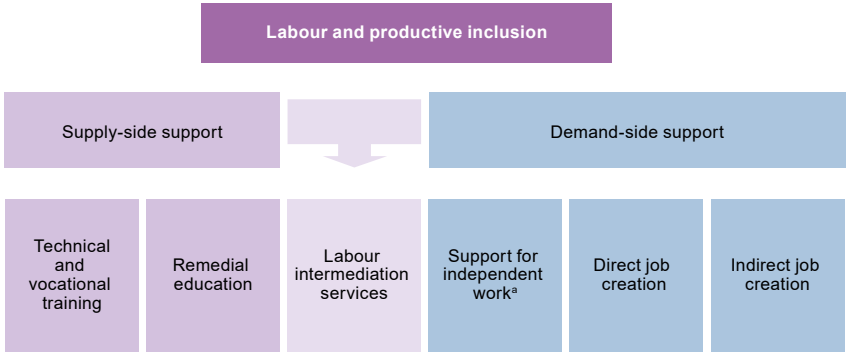 Labour and productive inclusion
Supply-side support
Demand-side support
Technical
and
vocational
training
Remedial
education
Labour
intermediation
services
Support for
independent
workᵃ
Direct job
creation
Indirect job
creation